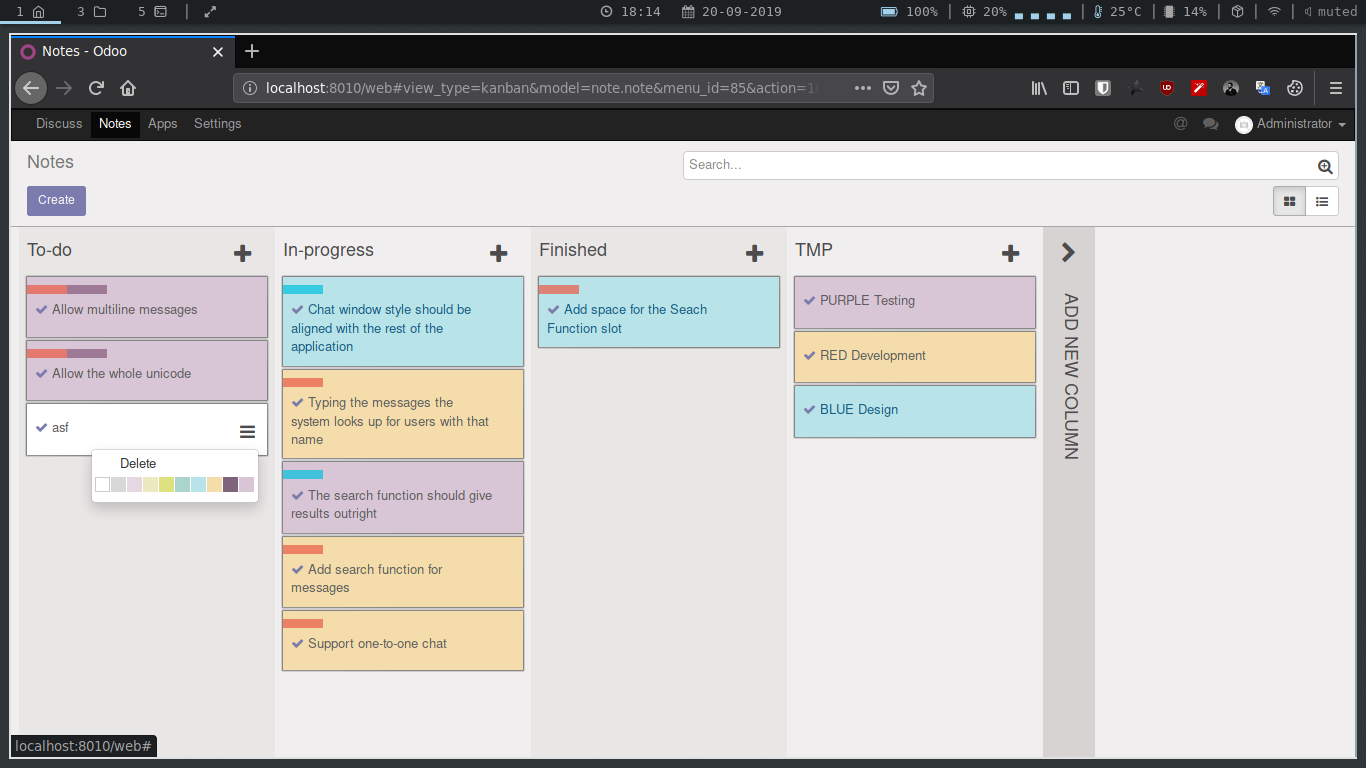 1 3 5 18:14 20-09-2019 100% 20% 25°C 14% muted
Notes - Odoo
localhost:8010/web#view_type=kanban&model=note.note&menu_id=85&action=1
Discuss Notes Apps Settings @ Administrator
Notes
Search...
Create
To-do
Allow multiline messages
Allow the whole unicode
asf
Delete
In-progress
Chat window style should be
aligned with the rest of the
application
Typing the messages the
system looks up for users with that
name
The search function should give
results outright
Add search function for
messages
Support one-to-one chat
Finished
Add space for the Seach
Function slot
TMP
PURPLE Testing
RED Development
BLUE Design
ADD NEW COLUMN
localhost:8010/web#